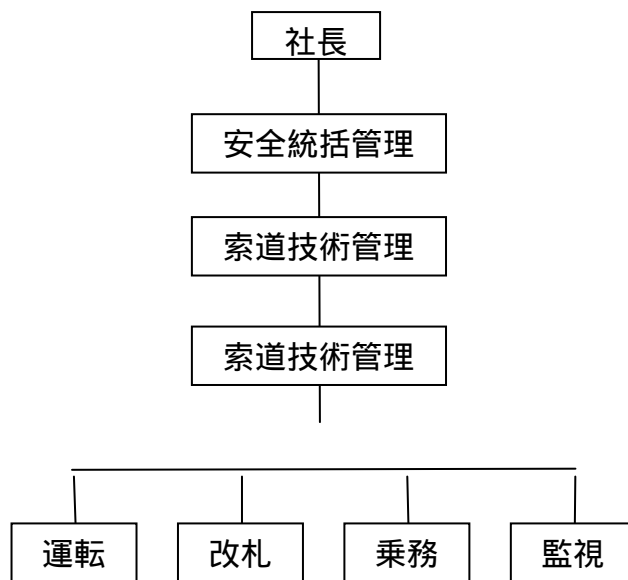 社長
安全統括管理
索道技術管理
索道技術管理
運転 改札 乗務 監視